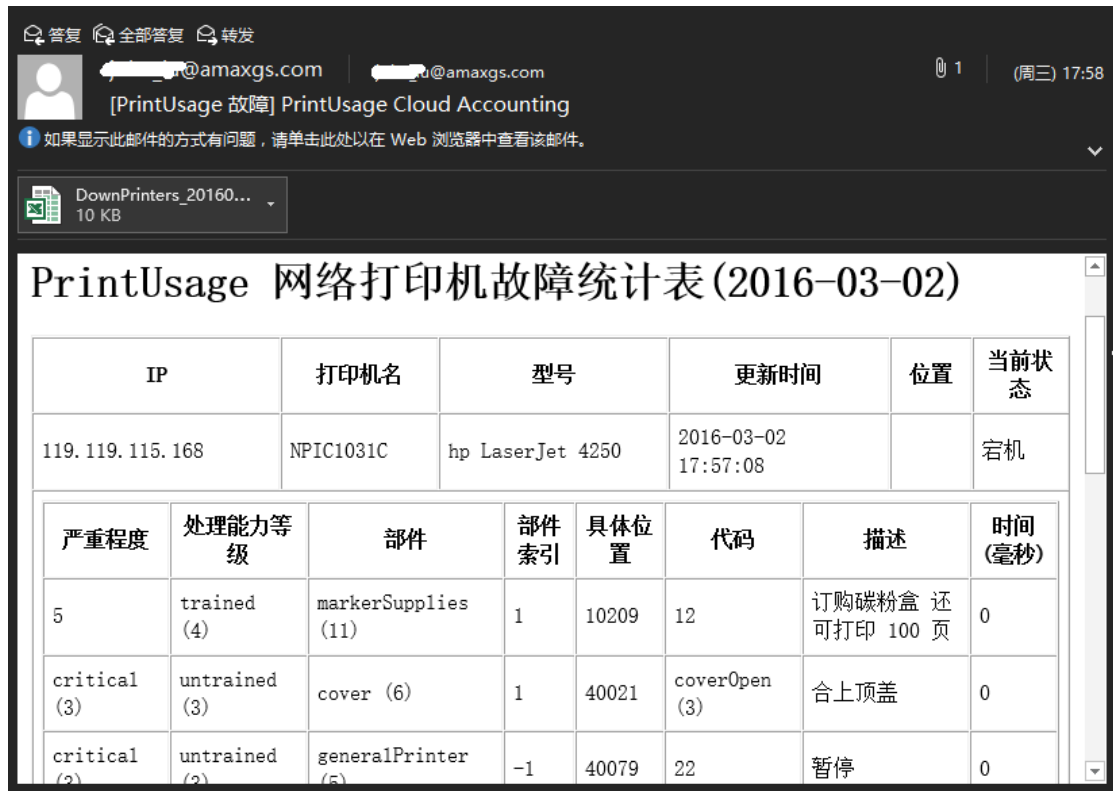 答复 全部答复 转发
@amaxgs.com u@amaxgs.com 1 (周三) 17:58
[PrintUsage 故障] PrintUsage Cloud Accounting
如果显示此邮件的方式有问题，请单击此处以在 Web 浏览器中查看该邮件。
DownPrinters_20160...
10 KB
PrintUsage 网络打印机故障统计表(2016-03-02)
IP 打印机名 型号 更新时间 位置 当前状
态
119.119.115.168 NPIC1031C hp LaserJet 4250 2016-03-02
17:57:08 宕机
严重程度 处理能力等
级 部件 部件
索引 具体位
置 代码 描述 时间
(毫秒)
5 trained
(4) markerSupplies
(11) 1 10209 12 订购碳粉盒 还
可打印 100 页 0
critical
(3) untrained
(3) cover (6) 1 40021 coverOpen
(3) 合上顶盖 0
critical
(3) untrained
(3) generalPrinter
(5) -1 40079 22 暂停 0